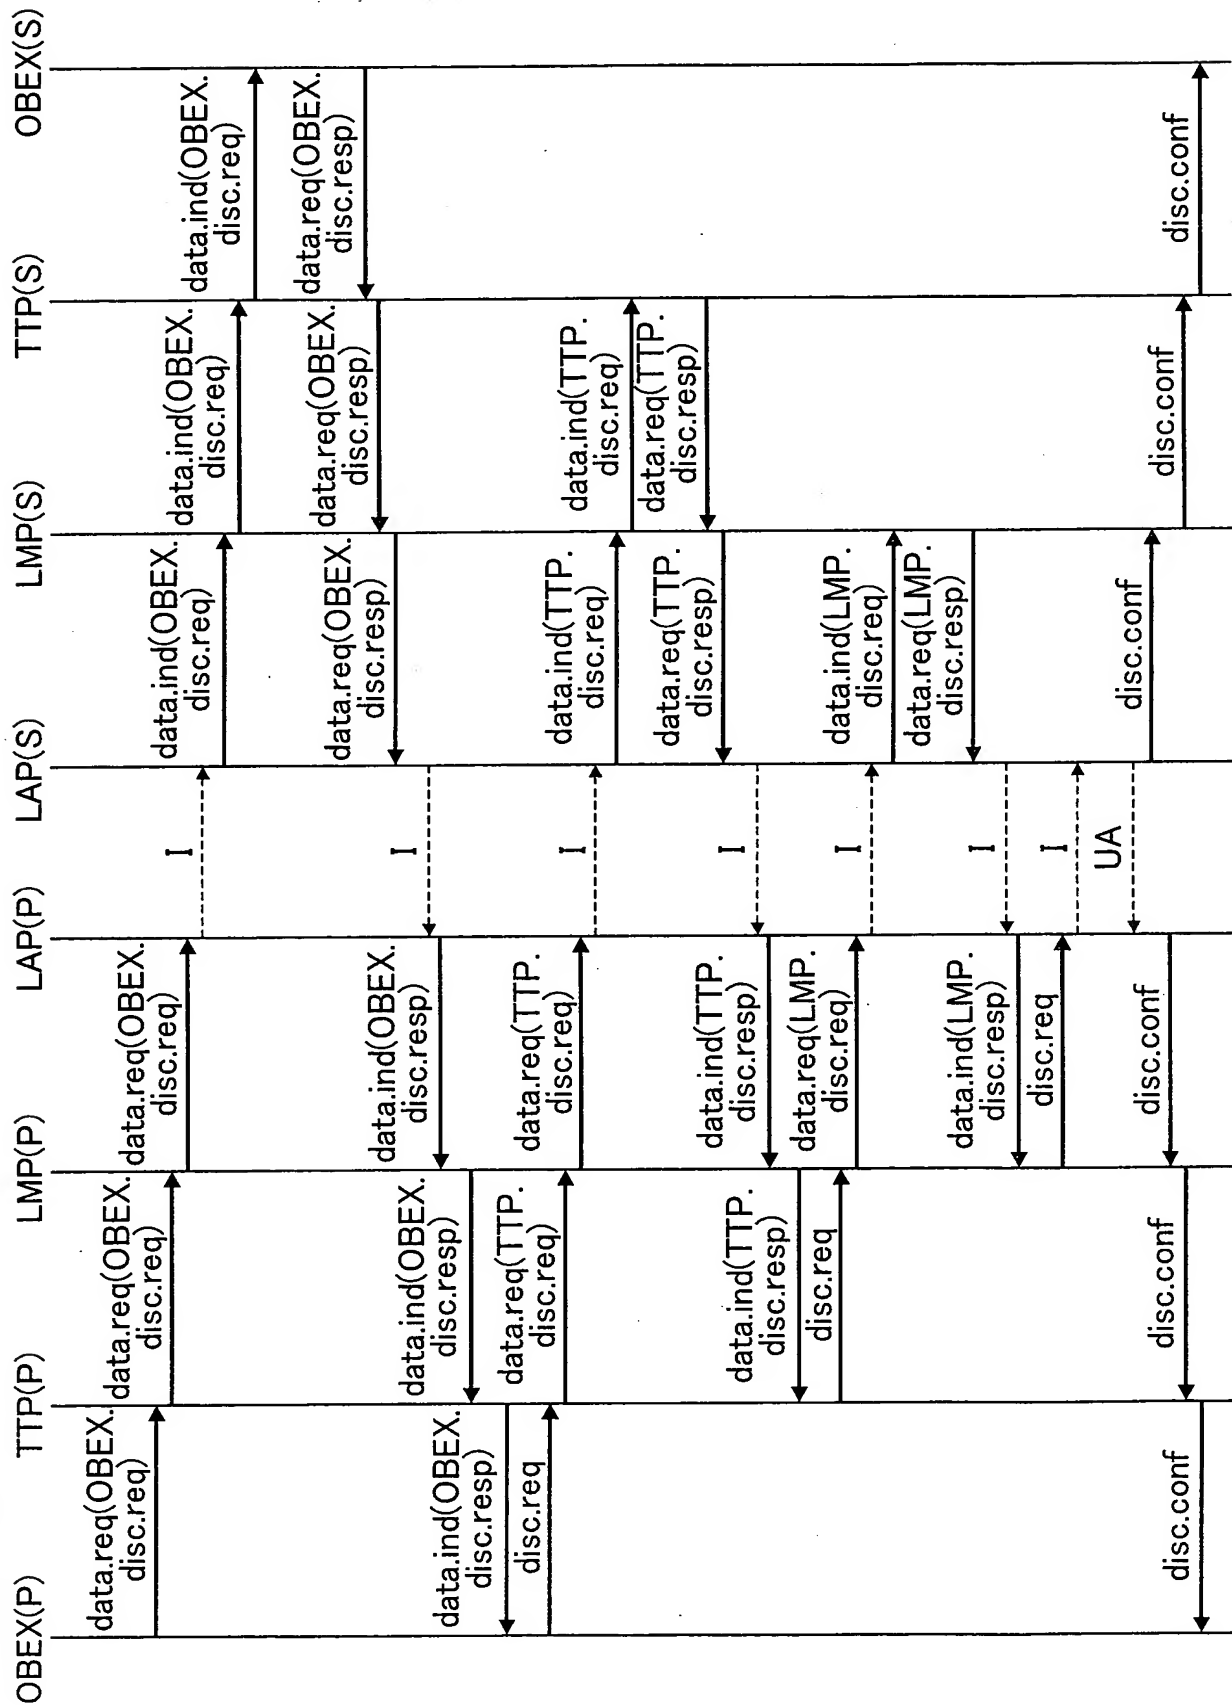 OBEX(P) TTP(P) LMP(P) LAP(P) LAP(S) LMP(S) TTP(S) OBEX(S)
data.req(OBEX.
disc.req)
data.ind(OBEX.
disc.resp)
disc.req
disc.conf
data.req(OBEX.
disc.req)
data.ind(OBEX.
disc.resp)
data.req(TTP.
disc.req)
data.ind(TTP.
disc.resp)
disc.req
disc.conf
data.req(OBEX.
disc.req)
data.ind(OBEX.
disc.resp)
data.req(TTP.
disc.req)
data.ind(TTP.
disc.resp)
data.req(LMP.
disc.req)
data.ind(LMP.
disc.resp)
disc.req
disc.conf
I
I
I
I
I
I
I
UA
data.ind(OBEX.
disc.req)
data.req(OBEX.
disc.resp)
data.ind(TTP.
disc.req)
data.req(TTP.
disc.resp)
data.ind(LMP.
disc.req)
data.req(LMP.
disc.resp)
disc.conf
data.ind(OBEX.
disc.req)
data.req(OBEX.
disc.resp)
data.ind(TTP.
disc.req)
data.req(TTP.
disc.resp)
disc.conf
data.ind(OBEX.
disc.req)
data.req(OBEX.
disc.resp)
disc.conf